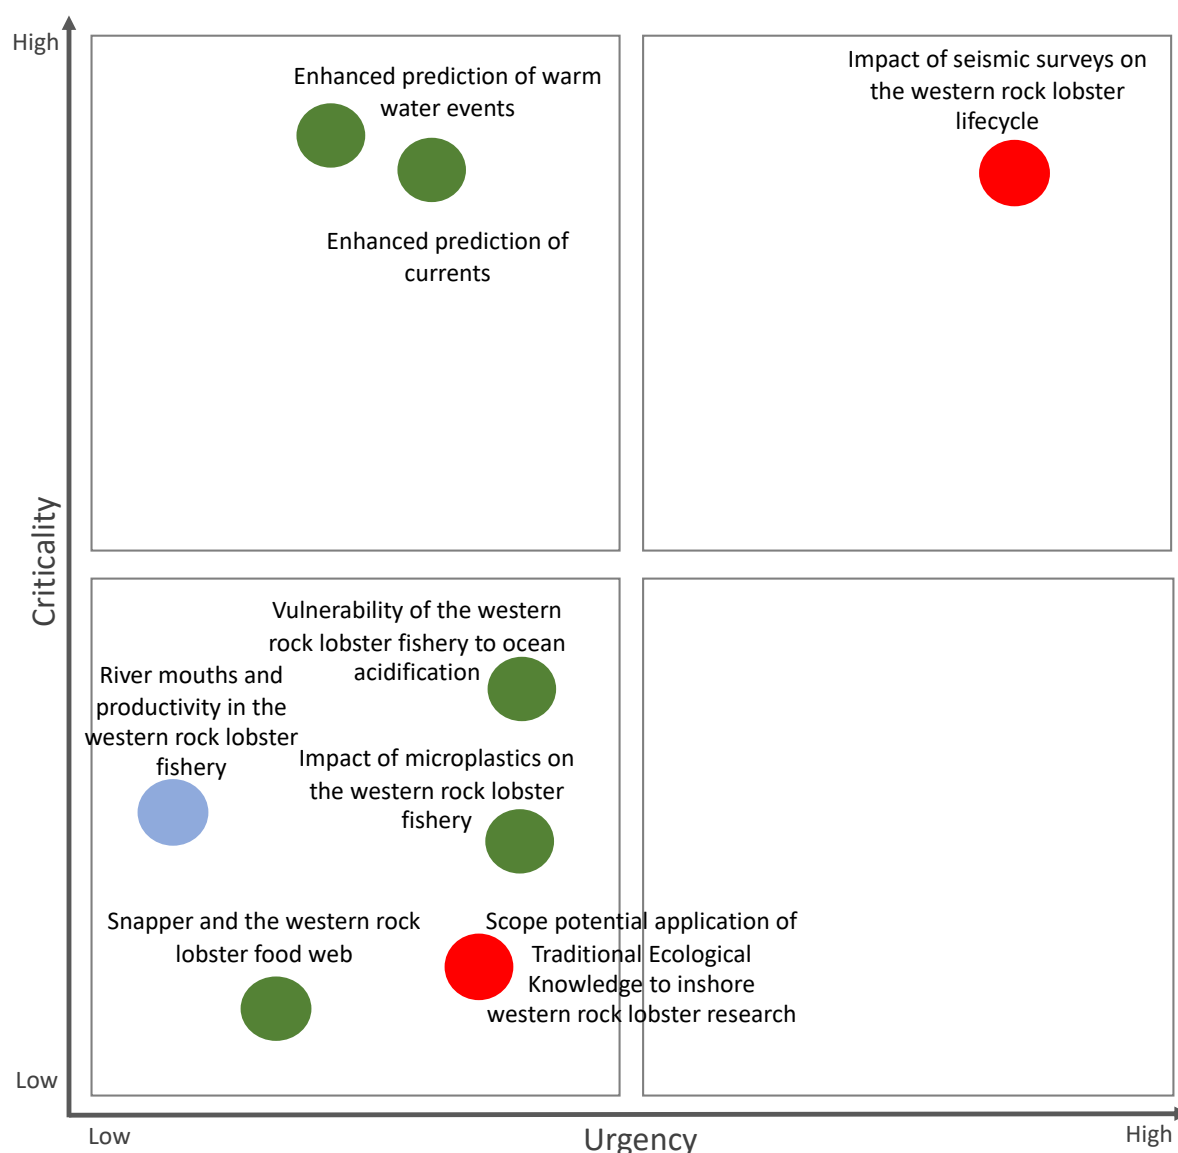 High
Enhanced prediction of warm
water events
Impact of seismic surveys on
the western rock lobster
lifecycle
Enhanced prediction of
currents
Criticality
Vulnerability of the western
rock lobster fishery to ocean
acidification
River mouths and
productivity in the
western rock lobster
fishery
Impact of microplastics on
the western rock lobster
fishery
Snapper and the western rock
lobster food web
Scope potential application of
Traditional Ecological
Knowledge to inshore
western rock lobster research
Low
Low
Urgency
High